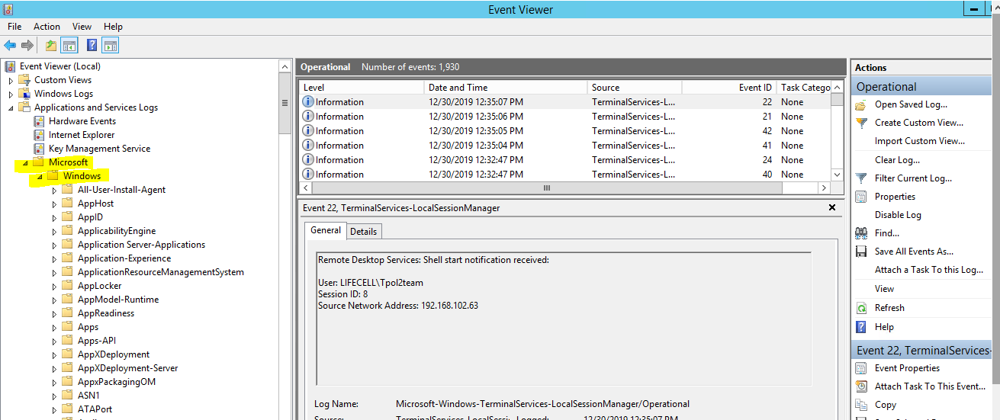 Event Viewer
File Action View Help
Event Viewer (Local)
Custom Views
Windows Logs
Applications and Services Logs
Hardware Events
Internet Explorer
Key Management Service
Microsoft
Windows
All-User-Install-Agent
AppHost
AppID
ApplicabilityEngine
Application Server-Applications
Application-Experience
ApplicationResourceManagementSystem
AppLocker
AppModel-Runtime
AppReadiness
Apps
Apps-API
AppXDeployment
AppXDeployment-Server
AppxPackagingOM
ASN1
ATAPort
Operational Number of events: 1,930
Level Date and Time Source Event ID Task Catego
Information 12/30/2019 12:35:07 PM TerminalServices-L... 22 None
Information 12/30/2019 12:35:06 PM TerminalServices-L... 21 None
Information 12/30/2019 12:35:05 PM TerminalServices-L... 42 None
Information 12/30/2019 12:35:04 PM TerminalServices-L... 41 None
Information 12/30/2019 12:32:47 PM TerminalServices-L... 24 None
Information 12/30/2019 12:32:47 PM TerminalServices-L... 40 None
Event 22, TerminalServices-LocalSessionManager
General Details
Remote Desktop Services: Shell start notification received:
User: LIFECELL\Tpol2team
Session ID: 8
Source Network Address: 192.168.102.63
Log Name: Microsoft-Windows-TerminalServices-LocalSessionManager/Operational
Source: TerminalServices-LocalSessi Logged: 12/30/2019 12:35:07 PM
Actions
Operational
Open Saved Log...
Create Custom View...
Import Custom View...
Clear Log...
Filter Current Log...
Properties
Disable Log
Find...
Save All Events As...
Attach a Task To this Log...
View
Refresh
Help
Event 22, TerminalServices-
Event Properties
Attach Task To This Event...
Copy